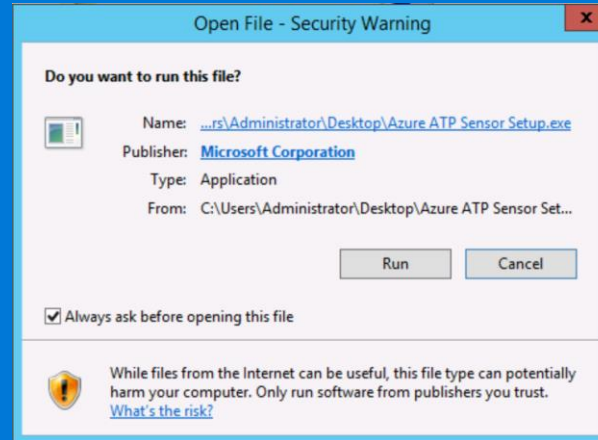 Open File - Security Warning
x
Do you want to run this file?
Name: ...rs\Administrator\Desktop\Azure ATP Sensor Setup.exe
Publisher: Microsoft Corporation
Type: Application
From: C:\Users\Administrator\Desktop\Azure ATP Sensor Set...
Run Cancel
Always ask before opening this file
While files from the Internet can be useful, this file type can potentially
harm your computer. Only run software from publishers you trust.
What's the risk?